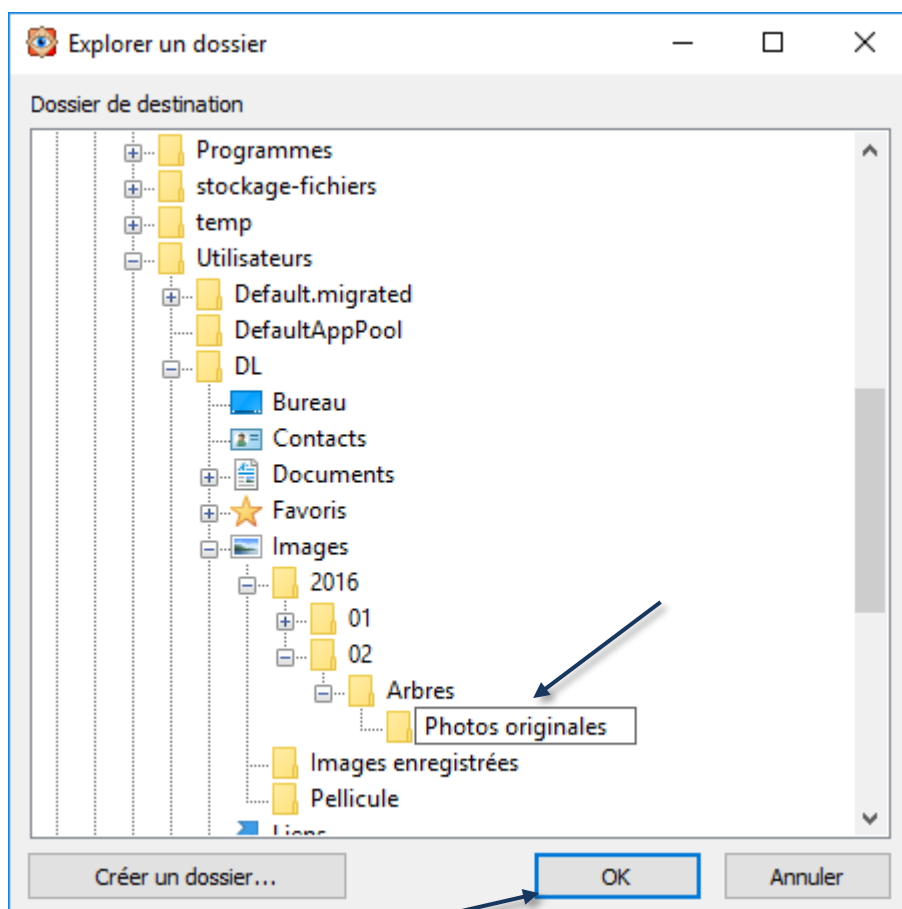 Explorer un dossier
Dossier de destination
Programmes
stockage-fichiers
temp
Utilisateurs
Default.migrated
DefaultAppPool
DL
Bureau
Contacts
Documents
Favoris
Images
2016
01
02
Arbres
Photos originales
Images enregistrées
Pellicule
Liens
Créer un dossier... OK Annuler